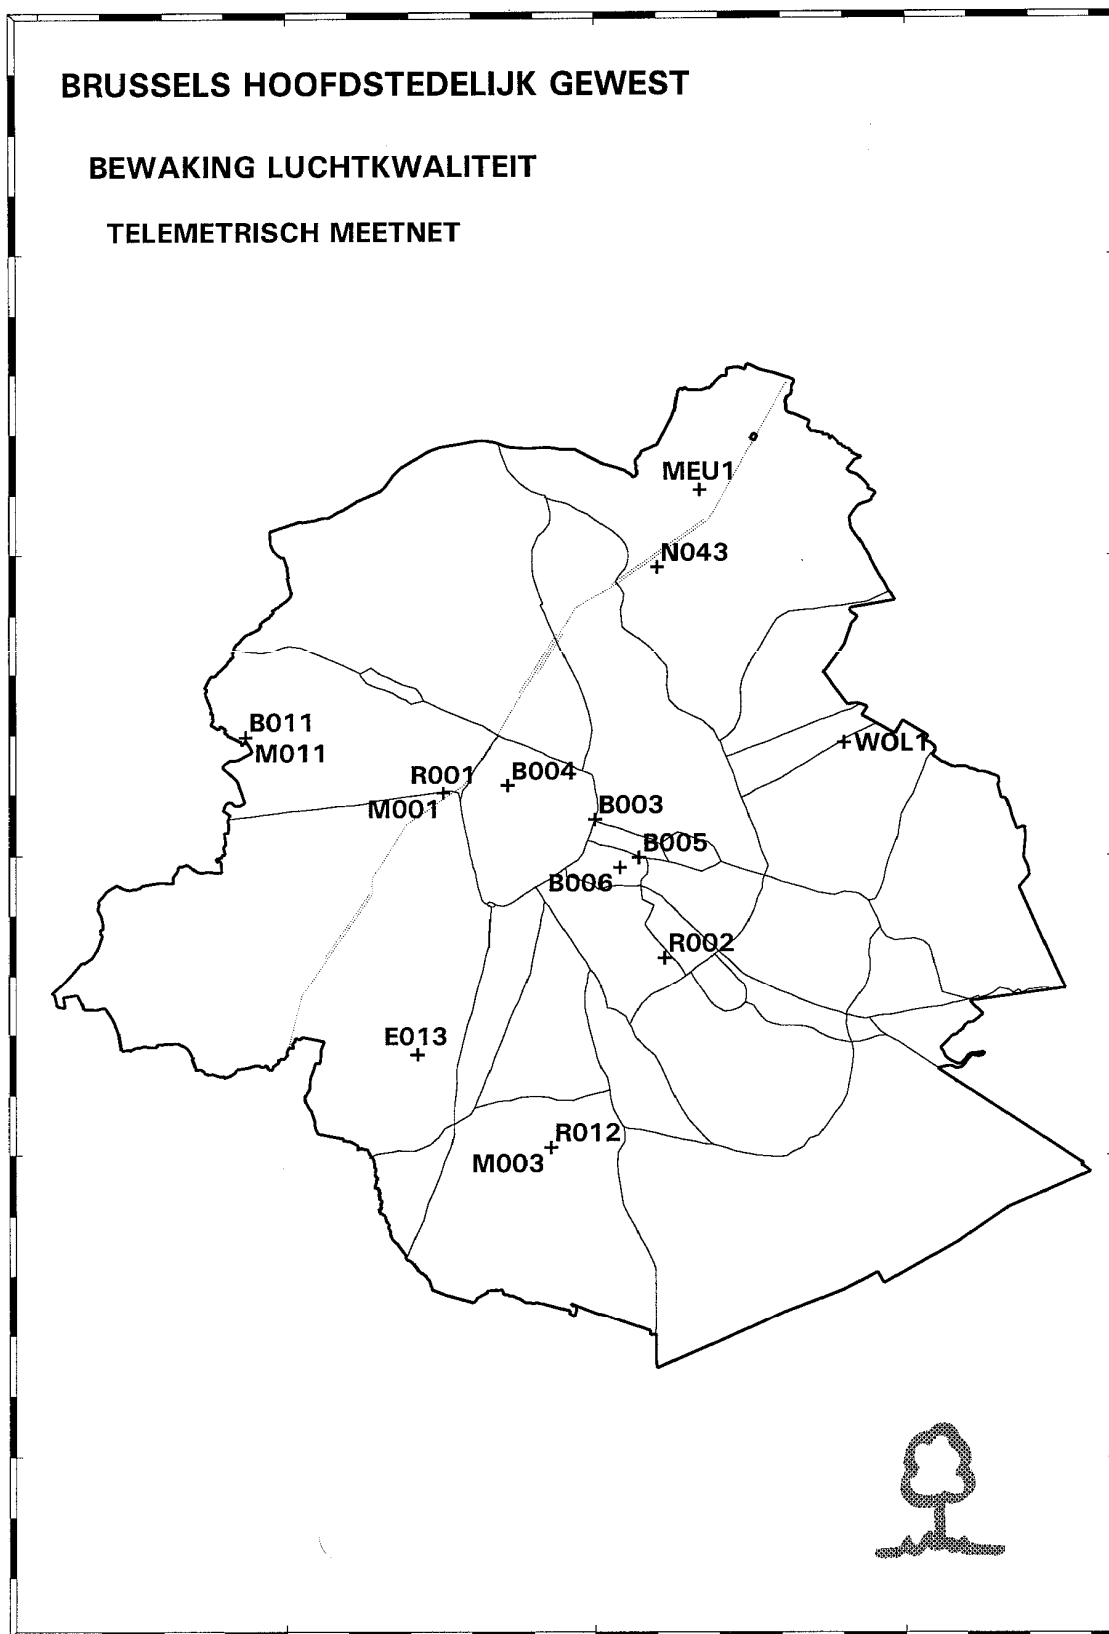 BRUSSELS HOOFDSTEDELIJK GEWEST
BEWAKING LUCHTKWALITEIT
TELEMETRISCH MEETNET
MEU1
N043
B011
M011
WOL1
R001
M001
B004
B003
B005
B006
R002
E013
R012
M003